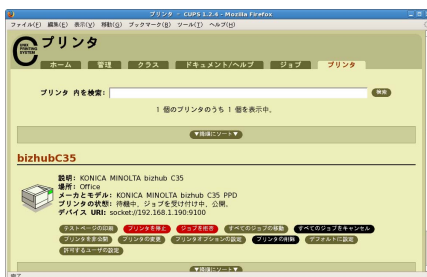 プリンタ - CUPS 1.2.4 - Mozilla Firefox
ファイル(F) 編集(E) 表示(V) 移動(G) ブックマーク(B) ツール(T) ヘルプ(H)
UNIX
PRINTING
SYSTEM
プリンタ
ホーム 管理 クラス ドキュメント/ヘルプ ジョブ プリンタ
プリンタ 内を検索: 検索
1 個のプリンタのうち 1 個を表示中。
▼順順にソート▼
bizhubC35
説明: KONICA MINOLTA bizhub C35
場所: Office
メーカとモデル: KONICA MINOLTA bizhub C35 PPD
プリンタの状態: 待機中, ジョブを受け付け中, 公開。
デバイス URI: socket://192.168.1.190:9100
テストページの印刷 プリンタを停止 ジョブを拒否 すべてのジョブの移動 すべてのジョブをキャンセル
プリンタを非公開 プリンタの変更 プリンタオプションの設定 プリンタの削除 デフォルトに設定
許可するユーザの設定
▼順順にソート▼
完了